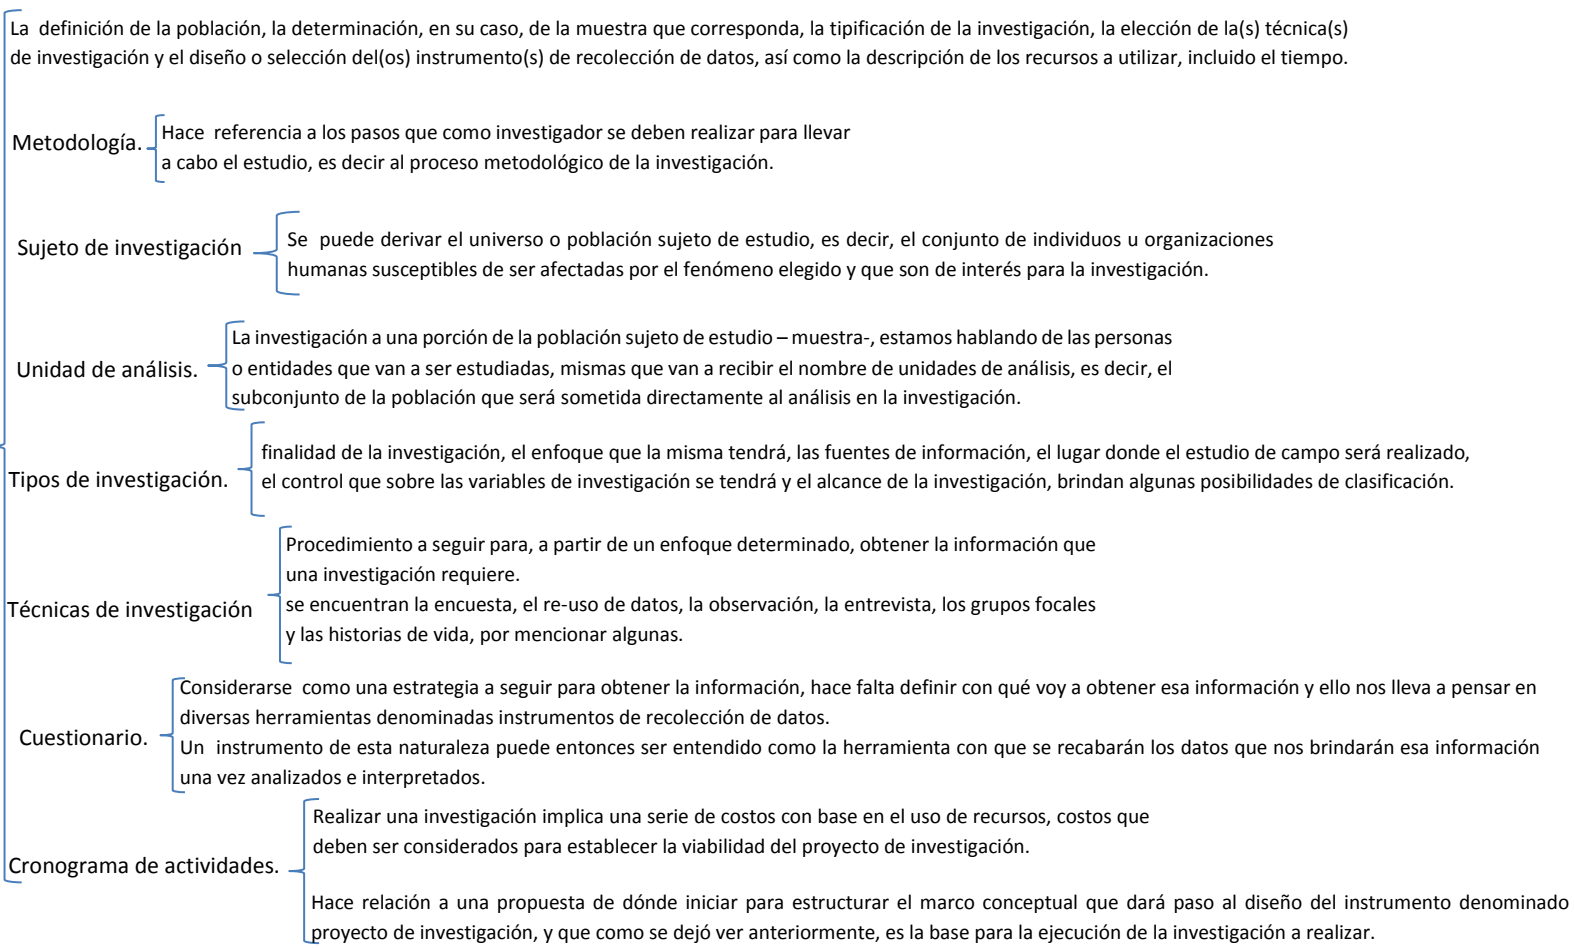 La definición de la población, la determinación, en su caso, de la muestra que corresponda, la tipificación de la investigación, la elección de la(s) técnica(s)
de investigación y el diseño o selección del(os) instrumento(s) de recolección de datos, así como la descripción de los recursos a utilizar, incluido el tiempo.
Metodología.
Hace referencia a los pasos que como investigador se deben realizar para llevar
a cabo el estudio, es decir al proceso metodológico de la investigación.
Sujeto de investigación
Se puede derivar el universo o población sujeto de estudio, es decir, el conjunto de individuos u organizaciones
humanas susceptibles de ser afectadas por el fenómeno elegido y que son de interés para la investigación.
Unidad de análisis.
La investigación a una porción de la población sujeto de estudio – muestra-, estamos hablando de las personas
o entidades que van a ser estudiadas, mismas que van a recibir el nombre de unidades de análisis, es decir, el
subconjunto de la población que será sometida directamente al análisis en la investigación.
Tipos de investigación.
finalidad de la investigación, el enfoque que la misma tendrá, las fuentes de información, el lugar donde el estudio de campo será realizado,
el control que sobre las variables de investigación se tendrá y el alcance de la investigación, brindan algunas posibilidades de clasificación.
Técnicas de investigación
Procedimiento a seguir para, a partir de un enfoque determinado, obtener la información que
una investigación requiere.
se encuentran la encuesta, el re-uso de datos, la observación, la entrevista, los grupos focales
y las historias de vida, por mencionar algunas.
Cuestionario.
Considerarse como una estrategia a seguir para obtener la información, hace falta definir con qué voy a obtener esa información y ello nos lleva a pensar en
diversas herramientas denominadas instrumentos de recolección de datos.
Un instrumento de esta naturaleza puede entonces ser entendido como la herramienta con que se recabarán los datos que nos brindarán esa información
una vez analizados e interpretados.
Cronograma de actividades.
Realizar una investigación implica una serie de costos con base en el uso de recursos, costos que
deben ser considerados para establecer la viabilidad del proyecto de investigación.
Hace relación a una propuesta de dónde iniciar para estructurar el marco conceptual que dará paso al diseño del instrumento denominado
proyecto de investigación, y que como se dejó ver anteriormente, es la base para la ejecución de la investigación a realizar.